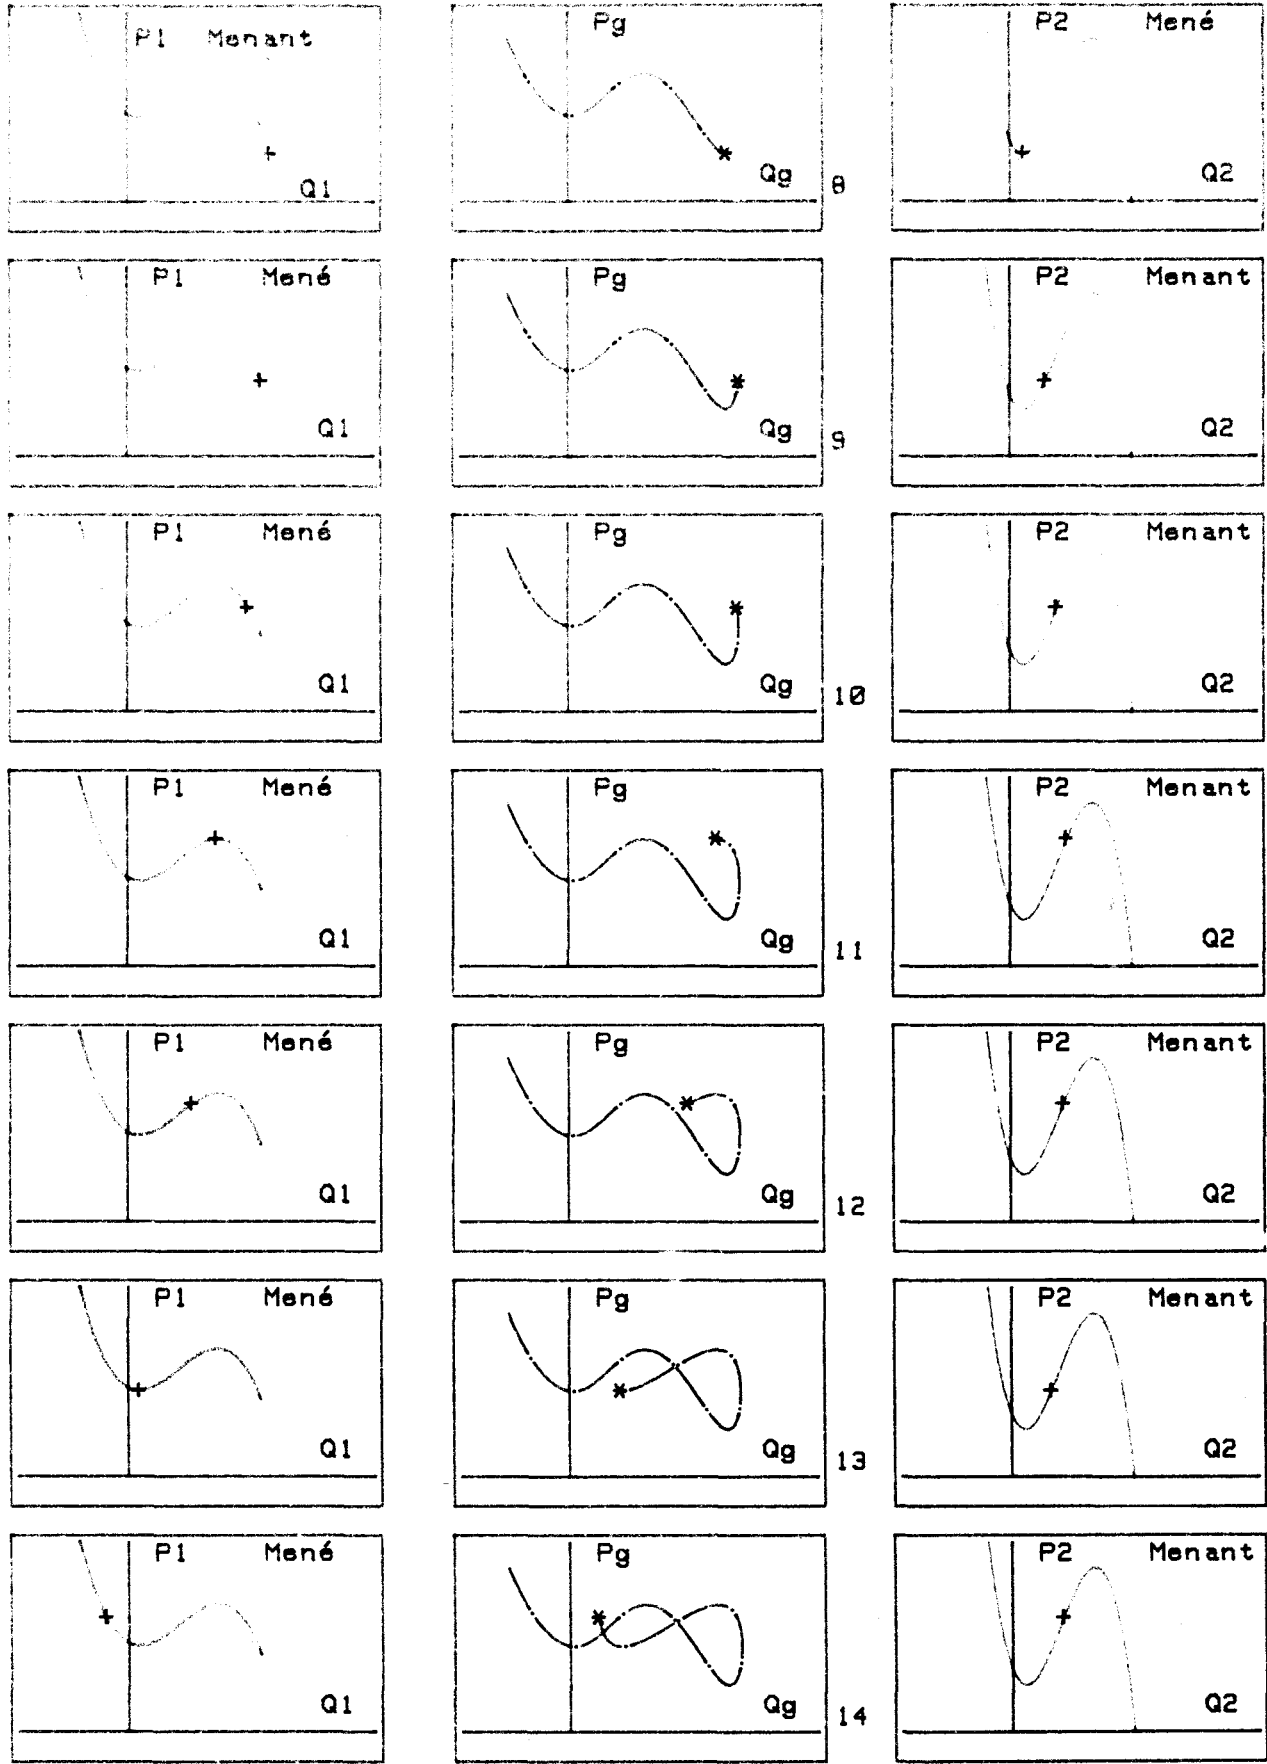 P1 Menant Pg P2 Mené
Q1 Qg 8 Q2
P1 Mené Pg P2 Menant
Q1 Qg 9 Q2
P1 Mené Pg P2 Menant
Q1 Qg 10 Q2
P1 Mené Pg P2 Menant
Q1 Qg 11 Q2
P1 Mené Pg P2 Menant
Q1 Qg 12 Q2
P1 Mené Pg P2 Menant
Q1 Qg 13 Q2
P1 Mené Pg P2 Menant
Q1 Qg 14 Q2